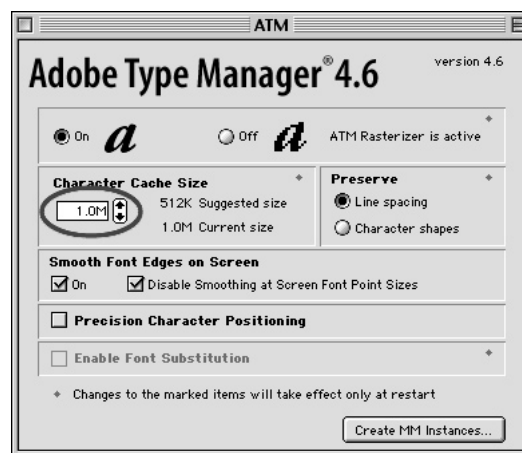 ATM
Adobe Type Manager® 4.6
version 4.6
On a Off a ATM Rasterizer is active
Character Cache Size
1.0M 512K Suggested size
1.0M Current size
Preserve
Line spacing
Character shapes
Smooth Font Edges on Screen
On Disable Smoothing at Screen Font Point Sizes
Precision Character Positioning
Enable Font Substitution
Changes to the marked items will take effect only at restart
Create MM Instances...